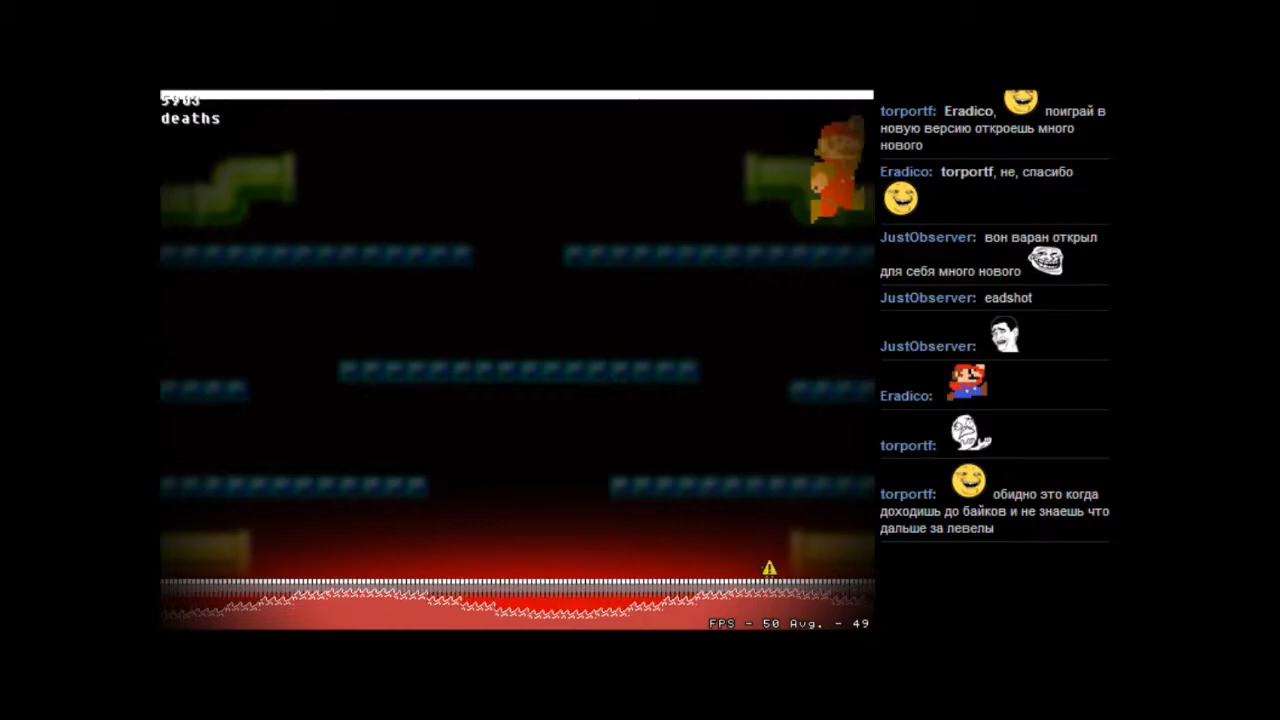 5903
deaths
torportf: Eradico, поиграй в
новую версию откроешь много
нового
Eradico: torportf, не, спасибо
JustObserver: вон варан открыл
для себя много нового
JustObserver: eadshot
JustObserver:
Eradico:
torportf:
torportf: обидно это когда
доходишь до байков и не знаешь что
дальше за левелы
FPS - 50 Avg. - 49